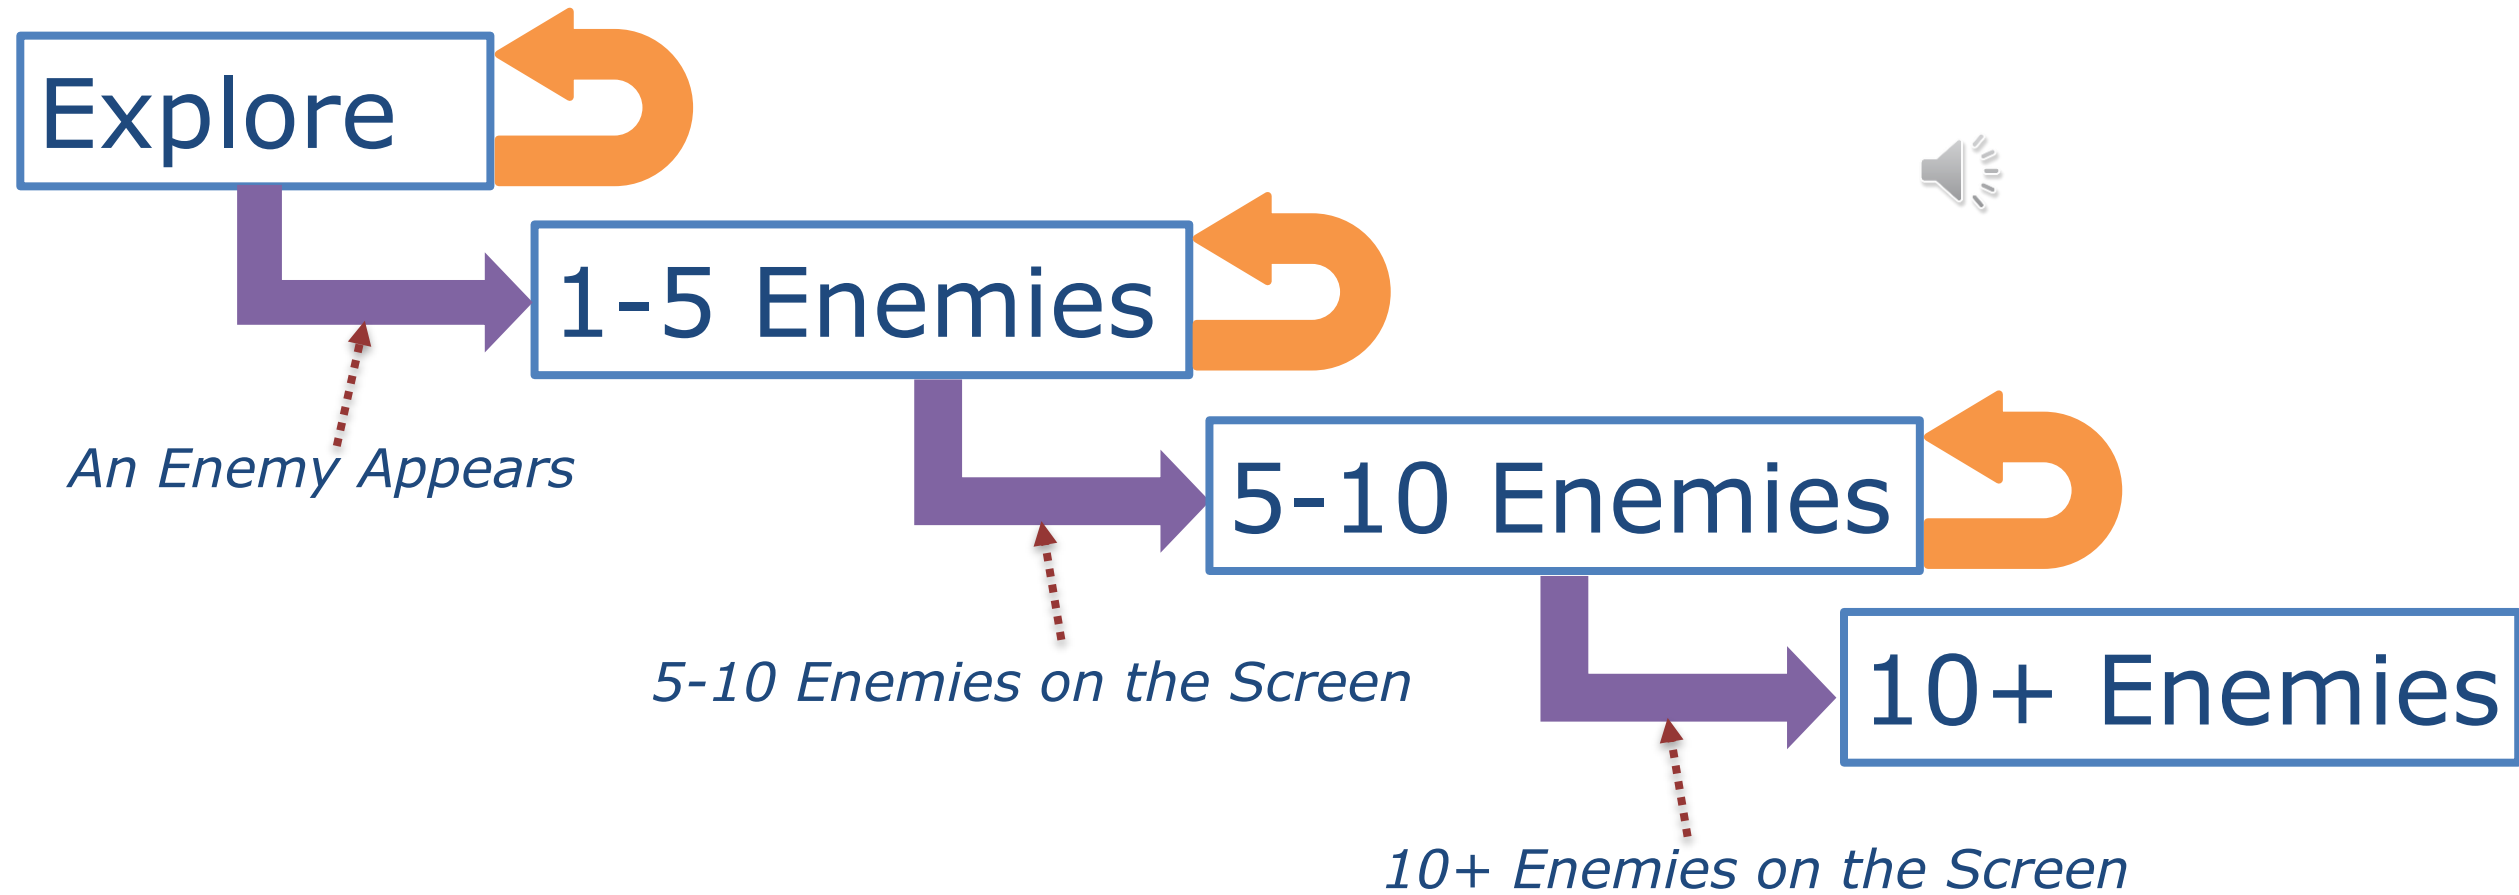 Explore
1-5 Enemies
An Enemy Appears
5-10 Enemies
5-10 Enemies on the Screen
10+ Enemies
10+ Enemies on the Screen